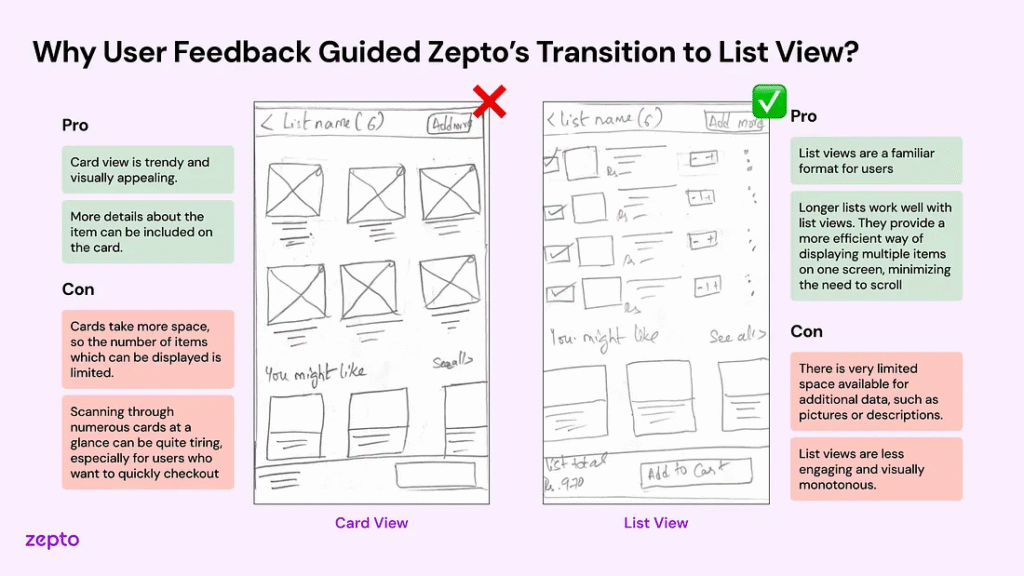 Why User Feedback Guided Zepto's Transition to List View?
Pro
Card view is trendy and
visually appealing.
More details about the
item can be included on
the card.
Con
Cards take more space,
so the number of items
which can be displayed is
limited.
Scanning through
numerous cards at a
glance can be quite tiring,
especially for users who
want to quickly checkout
< List name (6)
Add more
You might like
See all>
Card View
< list name (6)
Add more
Rs
- 1 +
Rs
- 1 +
Rs
- +
Rs
- 1 +
You might like
See all>
list total
Rs. 970
Add to Cart
List View
Pro
List views are a familiar
format for users
Longer lists work well with
list views. They provide a
more efficient way of
displaying multiple items
on one screen, minimizing
the need to scroll
Con
There is very limited
space available for
additional data, such as
pictures or descriptions.
List views are less
engaging and visually
monotonous.
zepto